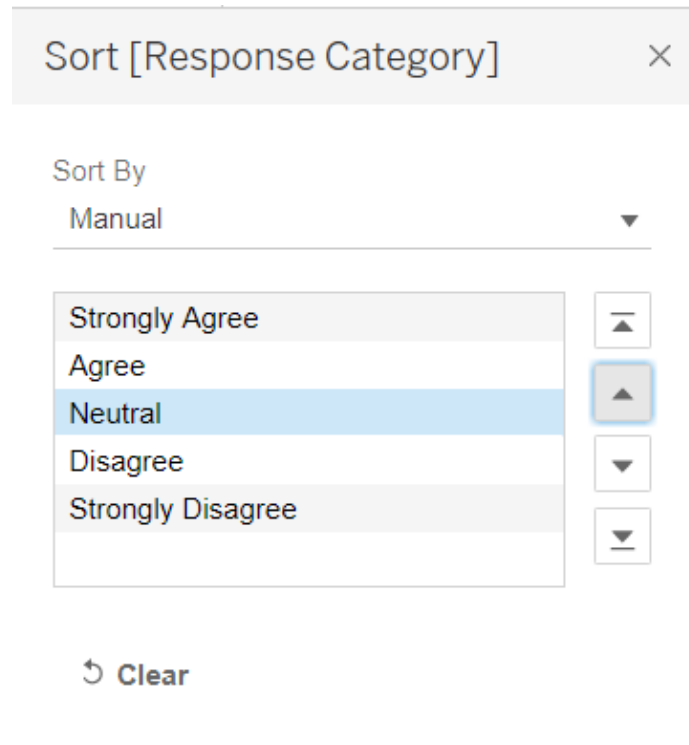 Sort [Response Category]
Sort By
Manual
Strongly Agree
Agree
Neutral
Disagree
Strongly Disagree
Clear